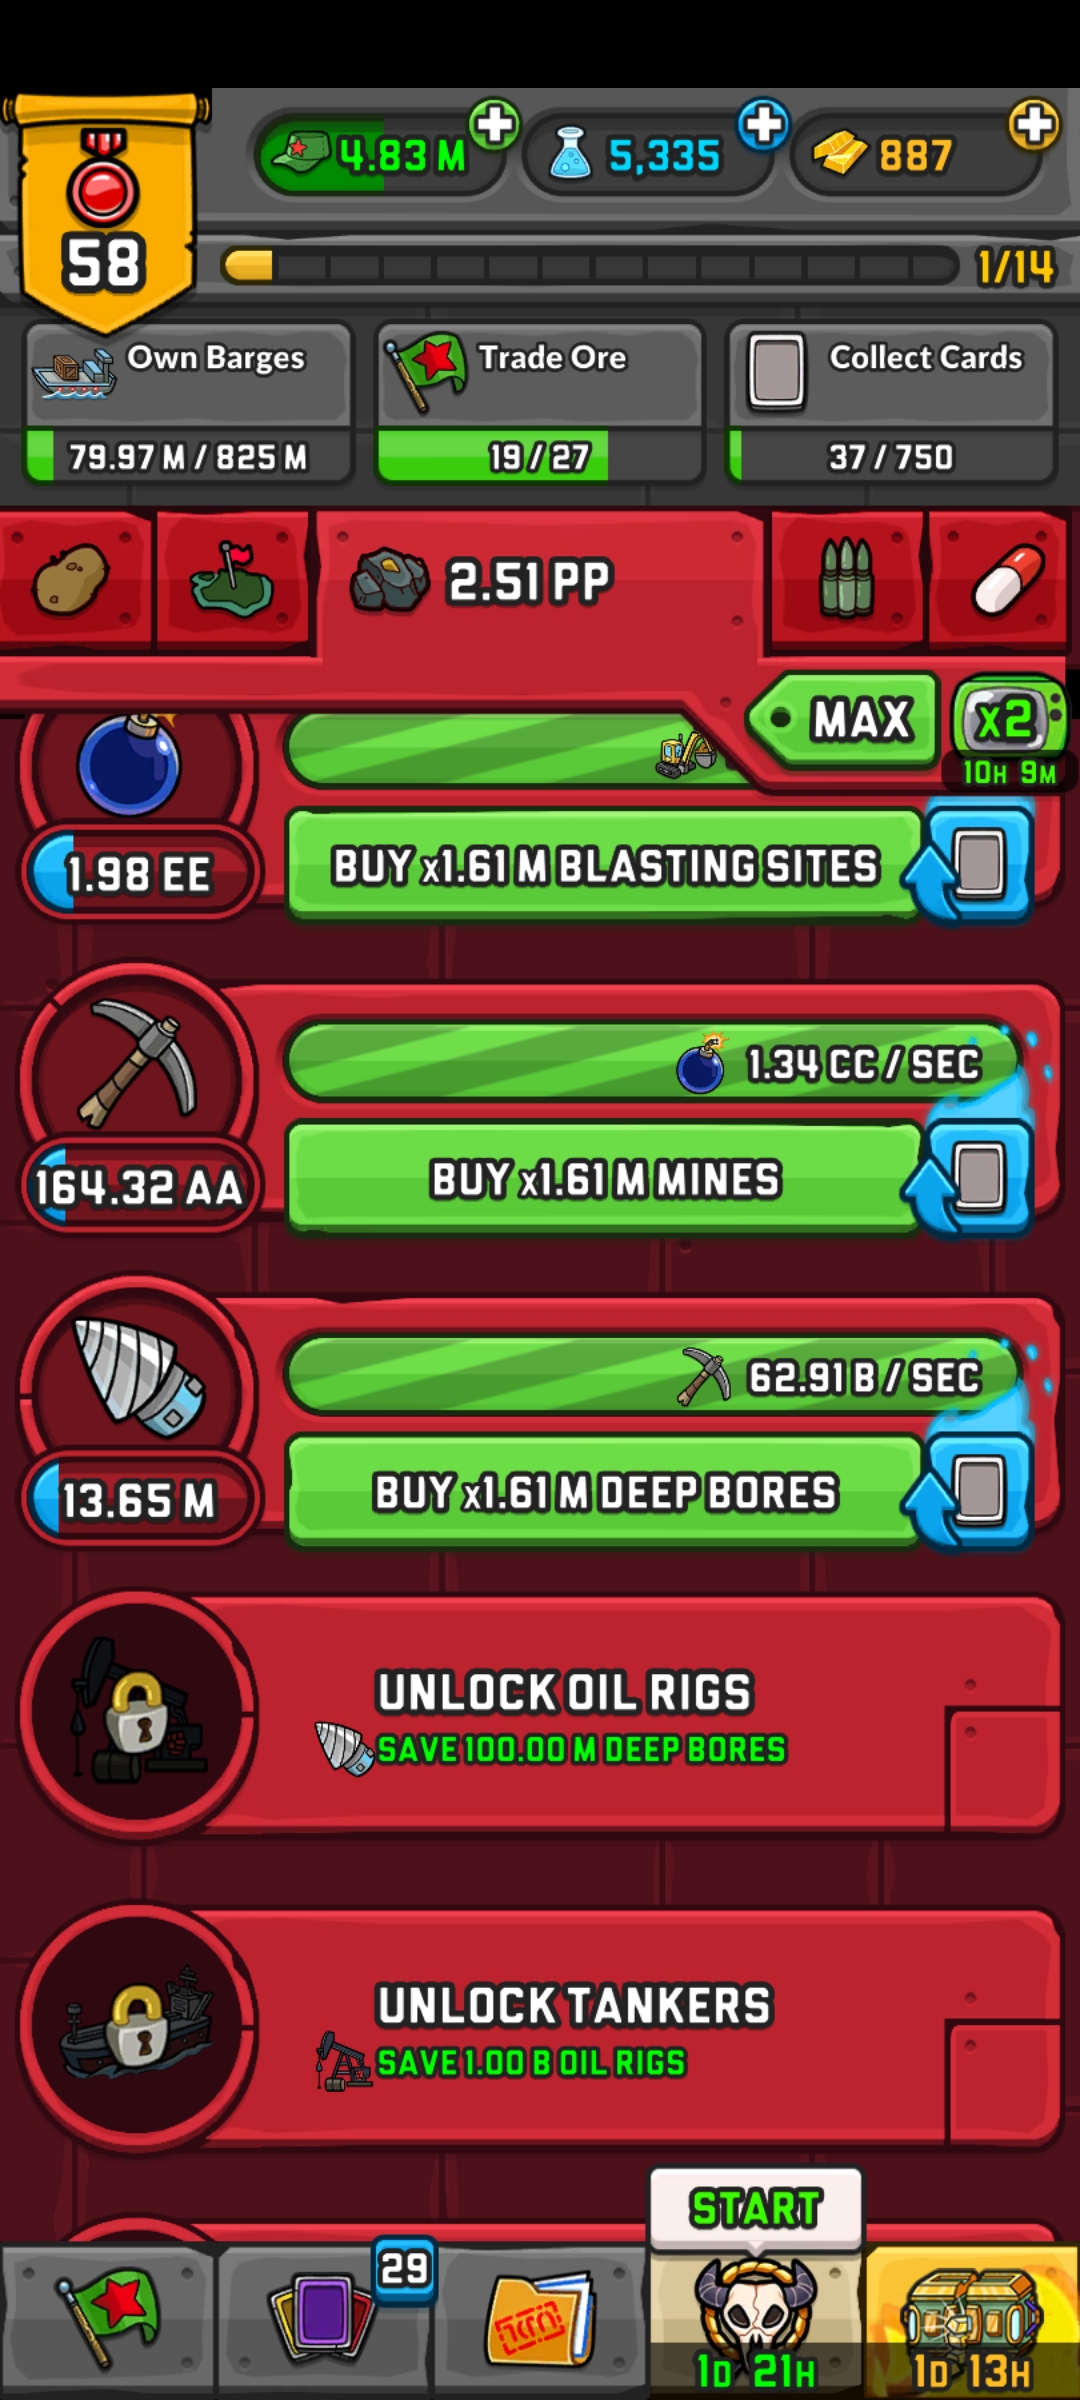 4.83 M
5,335
887
58
1/14
Own Barges
79.97 M / 825 M
Trade Ore
19 / 27
Collect Cards
37 / 750
2.51 PP
MAX
x2
10H 9M
1.98 EE
BUY x1.61 M BLASTING SITES
1.34 CC / SEC
164.32 AA
BUY x1.61 M MINES
62.91 B / SEC
13.65 M
BUY x1.61 M DEEP BORES
UNLOCK OIL RIGS
SAVE 100.00 M DEEP BORES
UNLOCK TANKERS
SAVE 1.00 B OIL RIGS
START
29
1D 21H
1D 13H